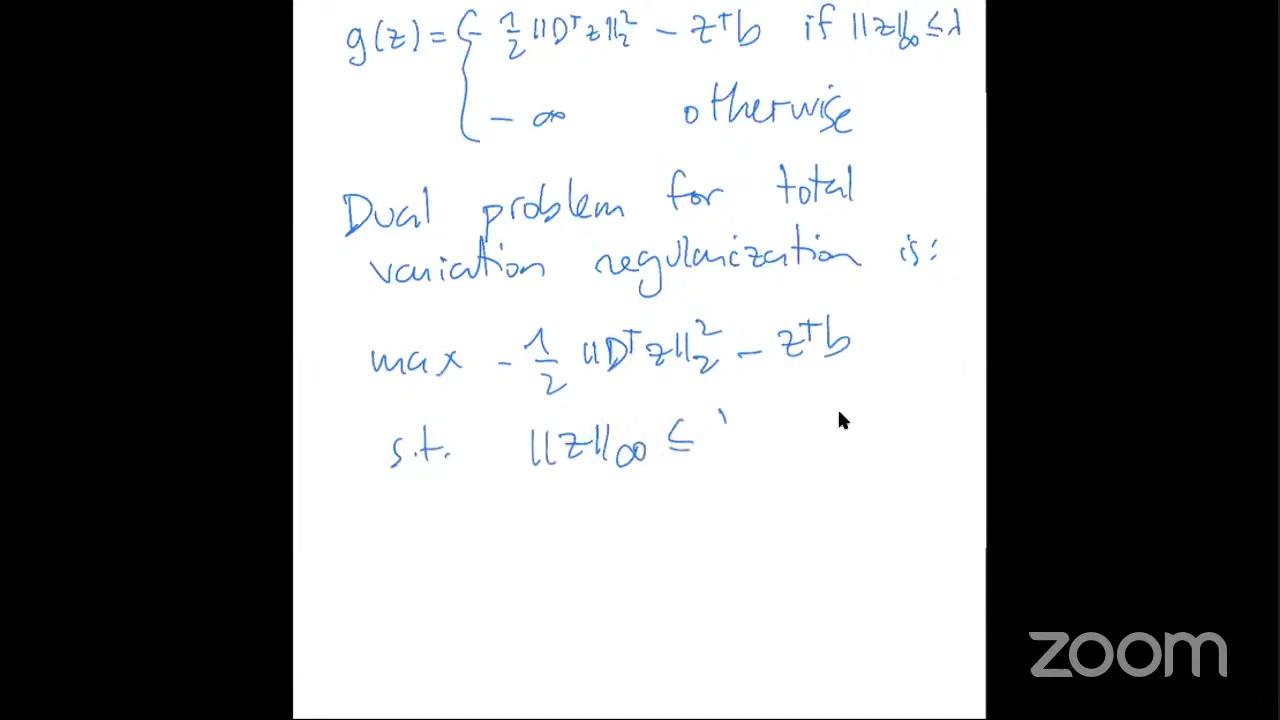 g(z) = { - 1/2 ||Dᵀz||₂² - zᵀb if ||z||∞ ≤ λ
- ∞ otherwise
Dual problem for total
variation regularization is:
max - 1/2 ||Dᵀz||₂² - zᵀb
s.t. ||z||∞ ≤
zoom